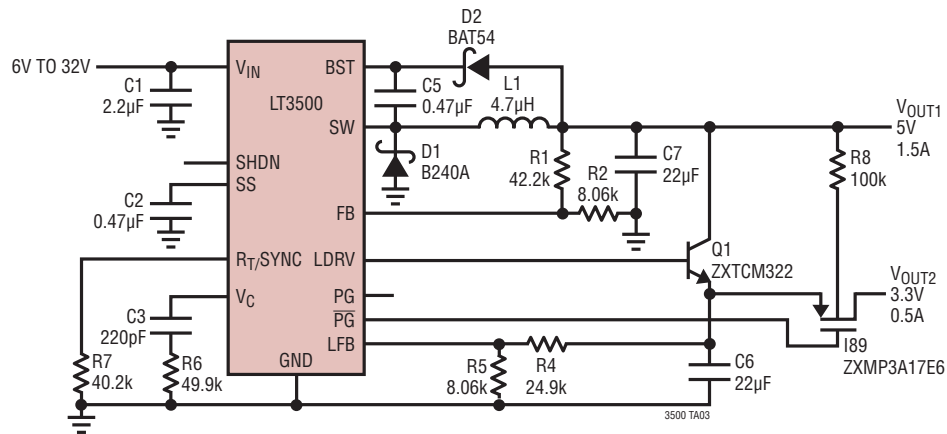 D2
BAT54
6V TO 32V
VIN
BST
C1
2.2µF
LT3500
C5
0.47µF
L1
4.7µH
VOUT1
5V
1.5A
SW
D1
B240A
R1
42.2k
R2
8.06k
C7
22µF
R8
100k
SHDN
SS
C2
0.47µF
FB
RT/SYNC
LDRV
Q1
ZXTCM322
VOUT2
3.3V
0.5A
VC
PG
C3
220pF
PG
LFB
I89
ZXMP3A17E6
R7
40.2k
R6
49.9k
GND
R5
8.06k
R4
24.9k
C6
22µF
3500 TA03